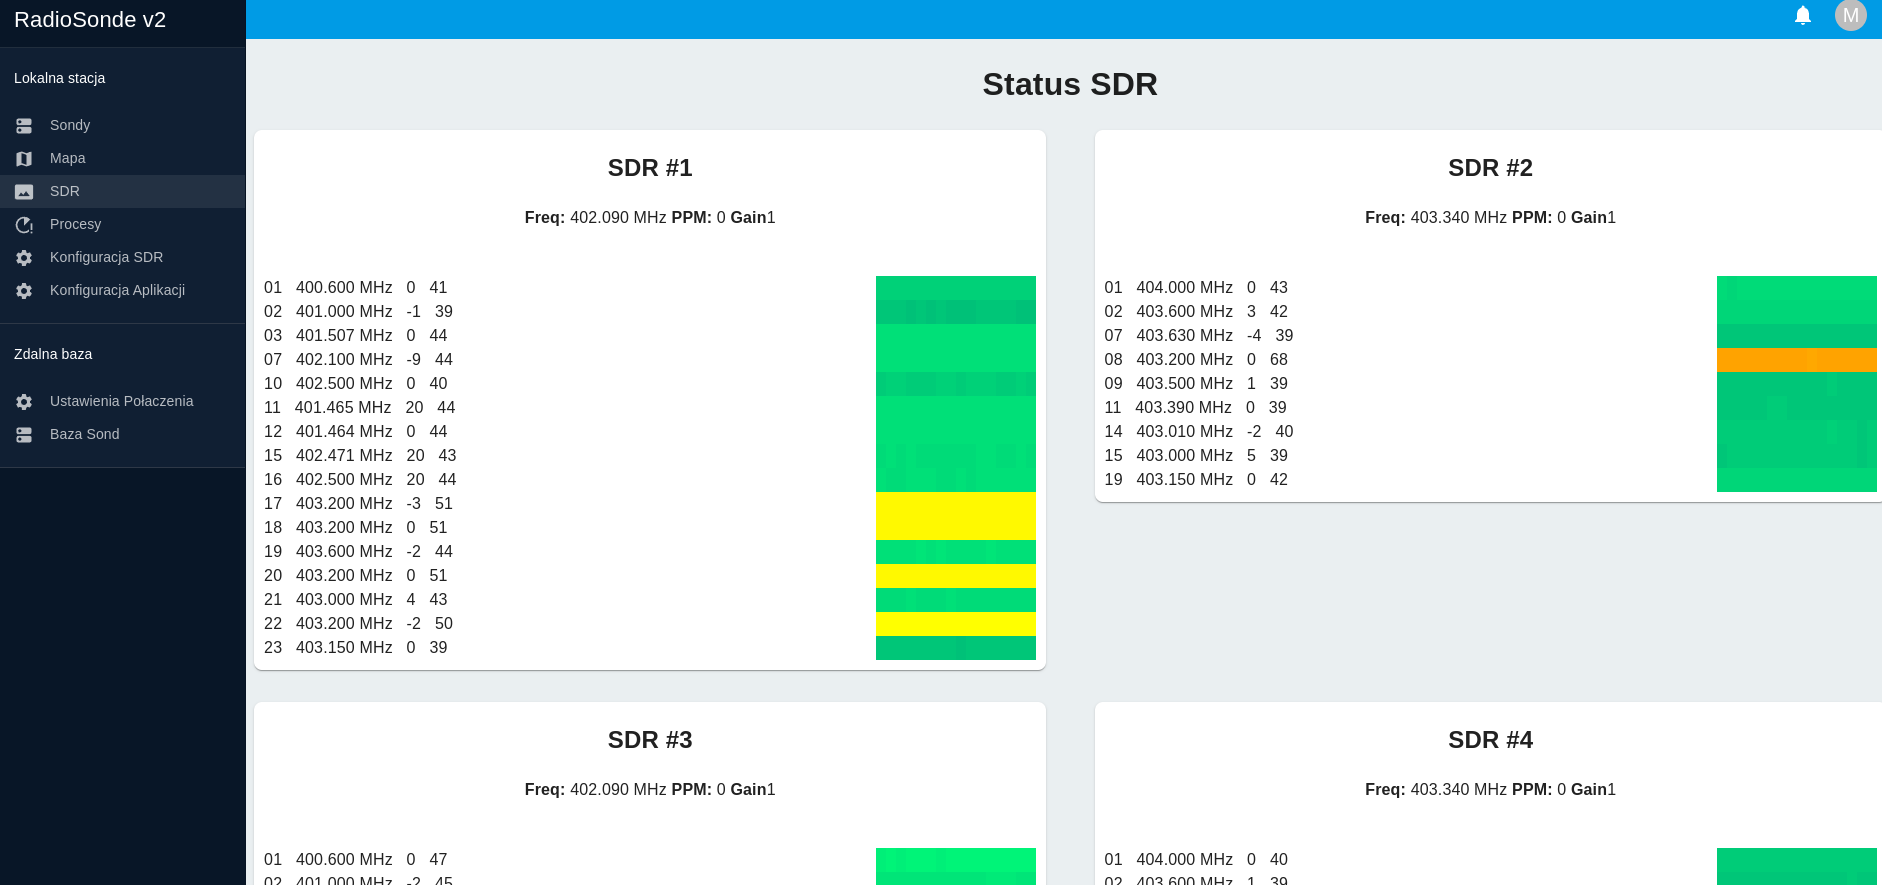 RadioSonde v2
M
Lokalna stacja
Sondy
Mapa
SDR
Procesy
Konfiguracja SDR
Konfiguracja Aplikacji
Zdalna baza
Ustawienia Połaczenia
Baza Sond
Status SDR
SDR #1
Freq: 402.090 MHz PPM: 0 Gain1
01 400.600 MHz 0 41
02 401.000 MHz -1 39
03 401.507 MHz 0 44
07 402.100 MHz -9 44
10 402.500 MHz 0 40
11 401.465 MHz 20 44
12 401.464 MHz 0 44
15 402.471 MHz 20 43
16 402.500 MHz 20 44
17 403.200 MHz -3 51
18 403.200 MHz 0 51
19 403.600 MHz -2 44
20 403.200 MHz 0 51
21 403.000 MHz 4 43
22 403.200 MHz -2 50
23 403.150 MHz 0 39
SDR #2
Freq: 403.340 MHz PPM: 0 Gain1
01 404.000 MHz 0 43
02 403.600 MHz 3 42
07 403.630 MHz -4 39
08 403.200 MHz 0 68
09 403.500 MHz 1 39
11 403.390 MHz 0 39
14 403.010 MHz -2 40
15 403.000 MHz 5 39
19 403.150 MHz 0 42
SDR #3
Freq: 402.090 MHz PPM: 0 Gain1
01 400.600 MHz 0 47
02 401.000 MHz -2 45
SDR #4
Freq: 403.340 MHz PPM: 0 Gain1
01 404.000 MHz 0 40
02 403.600 MHz 1 39